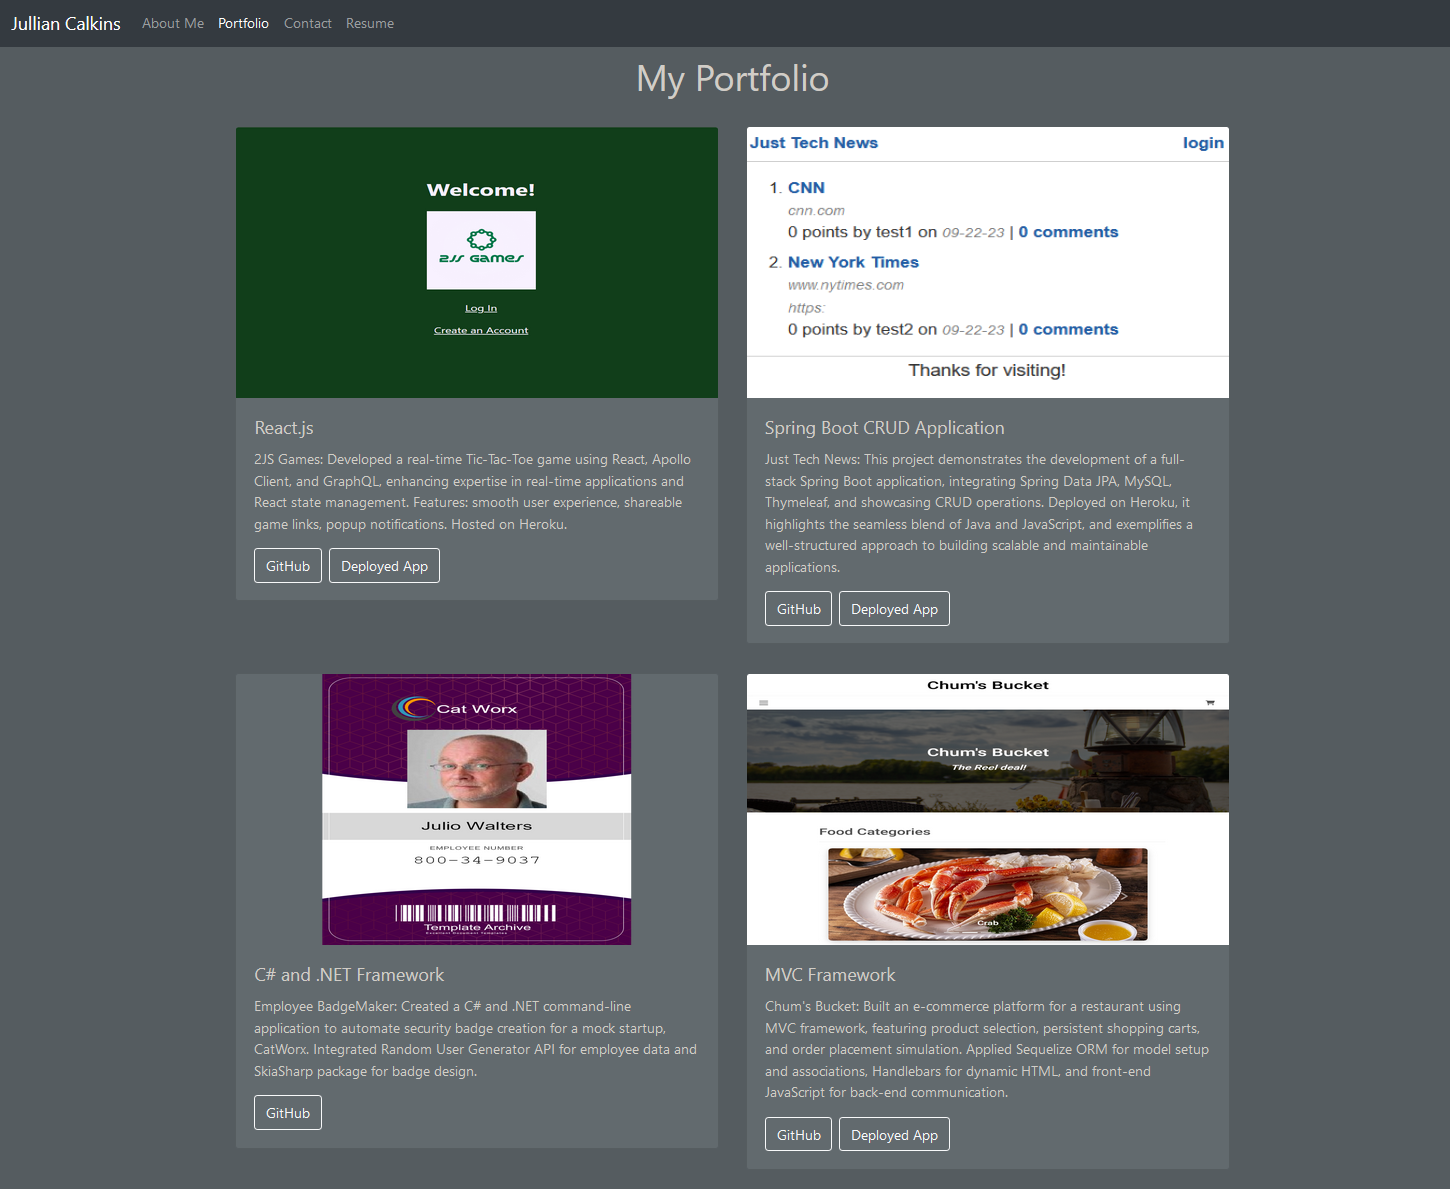 Jullian Calkins About Me Portfolio Contact Resume
My Portfolio
Welcome!
2JS GAMES
Log In
Create an Account
React.js
2JS Games: Developed a real-time Tic-Tac-Toe game using React, Apollo
Client, and GraphQL, enhancing expertise in real-time applications and
React state management. Features: smooth user experience, shareable
game links, popup notifications. Hosted on Heroku.
GitHub Deployed App
Just Tech News login
1. CNN
cnn.com
0 points by test1 on 09-22-23 | 0 comments
2. New York Times
www.nytimes.com
https:
0 points by test2 on 09-22-23 | 0 comments
Thanks for visiting!
Spring Boot CRUD Application
Just Tech News: This project demonstrates the development of a full-
stack Spring Boot application, integrating Spring Data JPA, MySQL,
Thymeleaf, and showcasing CRUD operations. Deployed on Heroku, it
highlights the seamless blend of Java and JavaScript, and exemplifies a
well-structured approach to building scalable and maintainable
applications.
GitHub Deployed App
Cat Worx
Julio Walters
EMPLOYEE NUMBER
800-34-9037
Template Archive
Excellent Document Templates
C# and .NET Framework
Employee BadgeMaker: Created a C# and .NET command-line
application to automate security badge creation for a mock startup,
CatWorx. Integrated Random User Generator API for employee data and
SkiaSharp package for badge design.
GitHub
Chum's Bucket
Chum's Bucket
The Reel deal!
Food Categories
Crab
MVC Framework
Chum's Bucket: Built an e-commerce platform for a restaurant using
MVC framework, featuring product selection, persistent shopping carts,
and order placement simulation. Applied Sequelize ORM for model setup
and associations, Handlebars for dynamic HTML, and front-end
JavaScript for back-end communication.
GitHub Deployed App